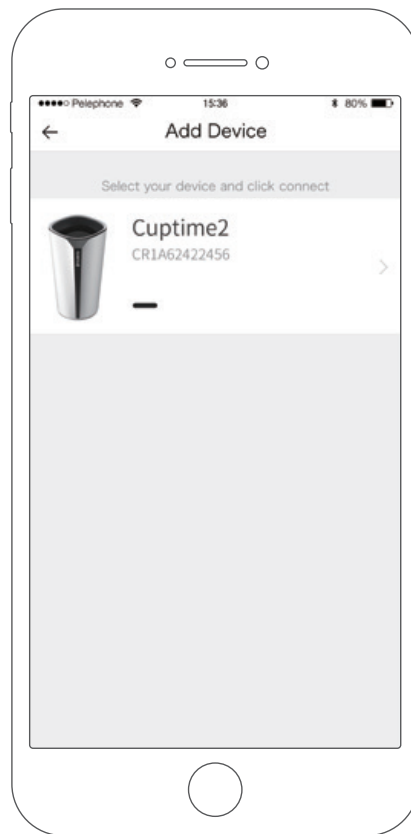 Pelephone 15:36 80%
Add Device
Select your device and click connect
Cuptime2
CR1A62422456